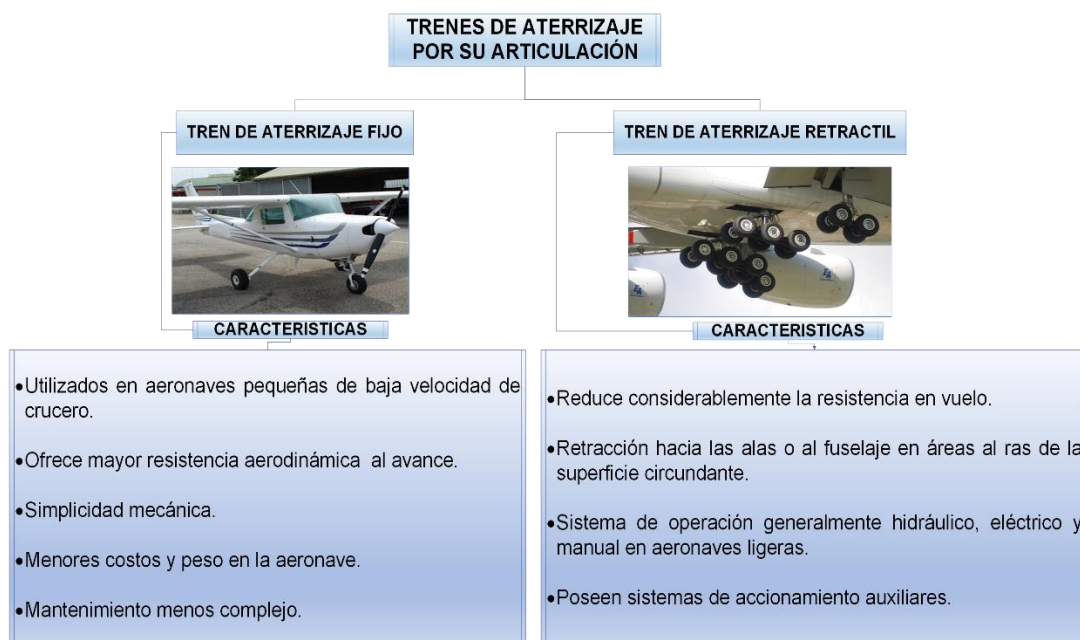 TRENES DE ATERRIZAJE
POR SU ARTICULACIÓN
TREN DE ATERRIZAJE FIJO
CARACTERISTICAS
•Utilizados en aeronaves pequeñas de baja velocidad de
crucero.
•Ofrece mayor resistencia aerodinámica al avance.
•Simplicidad mecánica.
•Menores costos y peso en la aeronave.
•Mantenimiento menos complejo.
TREN DE ATERRIZAJE RETRACTIL
CARACTERISTICAS
•Reduce considerablemente la resistencia en vuelo.
•Retracción hacia las alas o al fuselaje en áreas al ras de la
superficie circundante.
•Sistema de operación generalmente hidráulico, eléctrico y
manual en aeronaves ligeras.
•Poseen sistemas de accionamiento auxiliares.